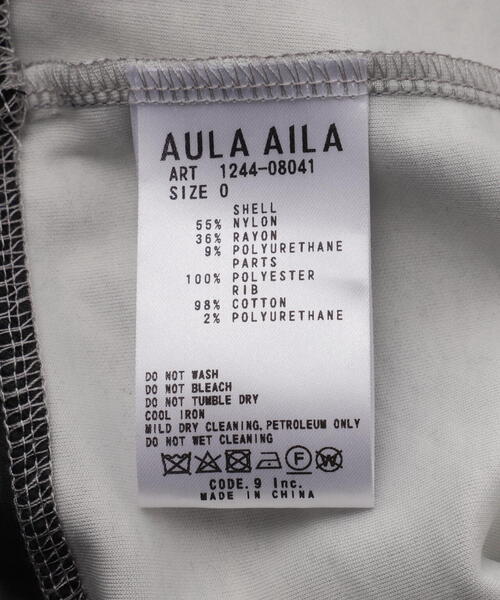 AULA AILA
ART 1244-08041
SIZE 0
SHELL
55% NYLON
36% RAYON
9% POLYURETHANE
PARTS
100% POLYESTER
RIB
98% COTTON
2% POLYURETHANE
DO NOT WASH
DO NOT BLEACH
DO NOT TUMBLE DRY
COOL IRON
MILD DRY CLEANING, PETROLEUM ONLY
DO NOT WET CLEANING
F W
CODE.9 Inc.
MADE IN CHINA